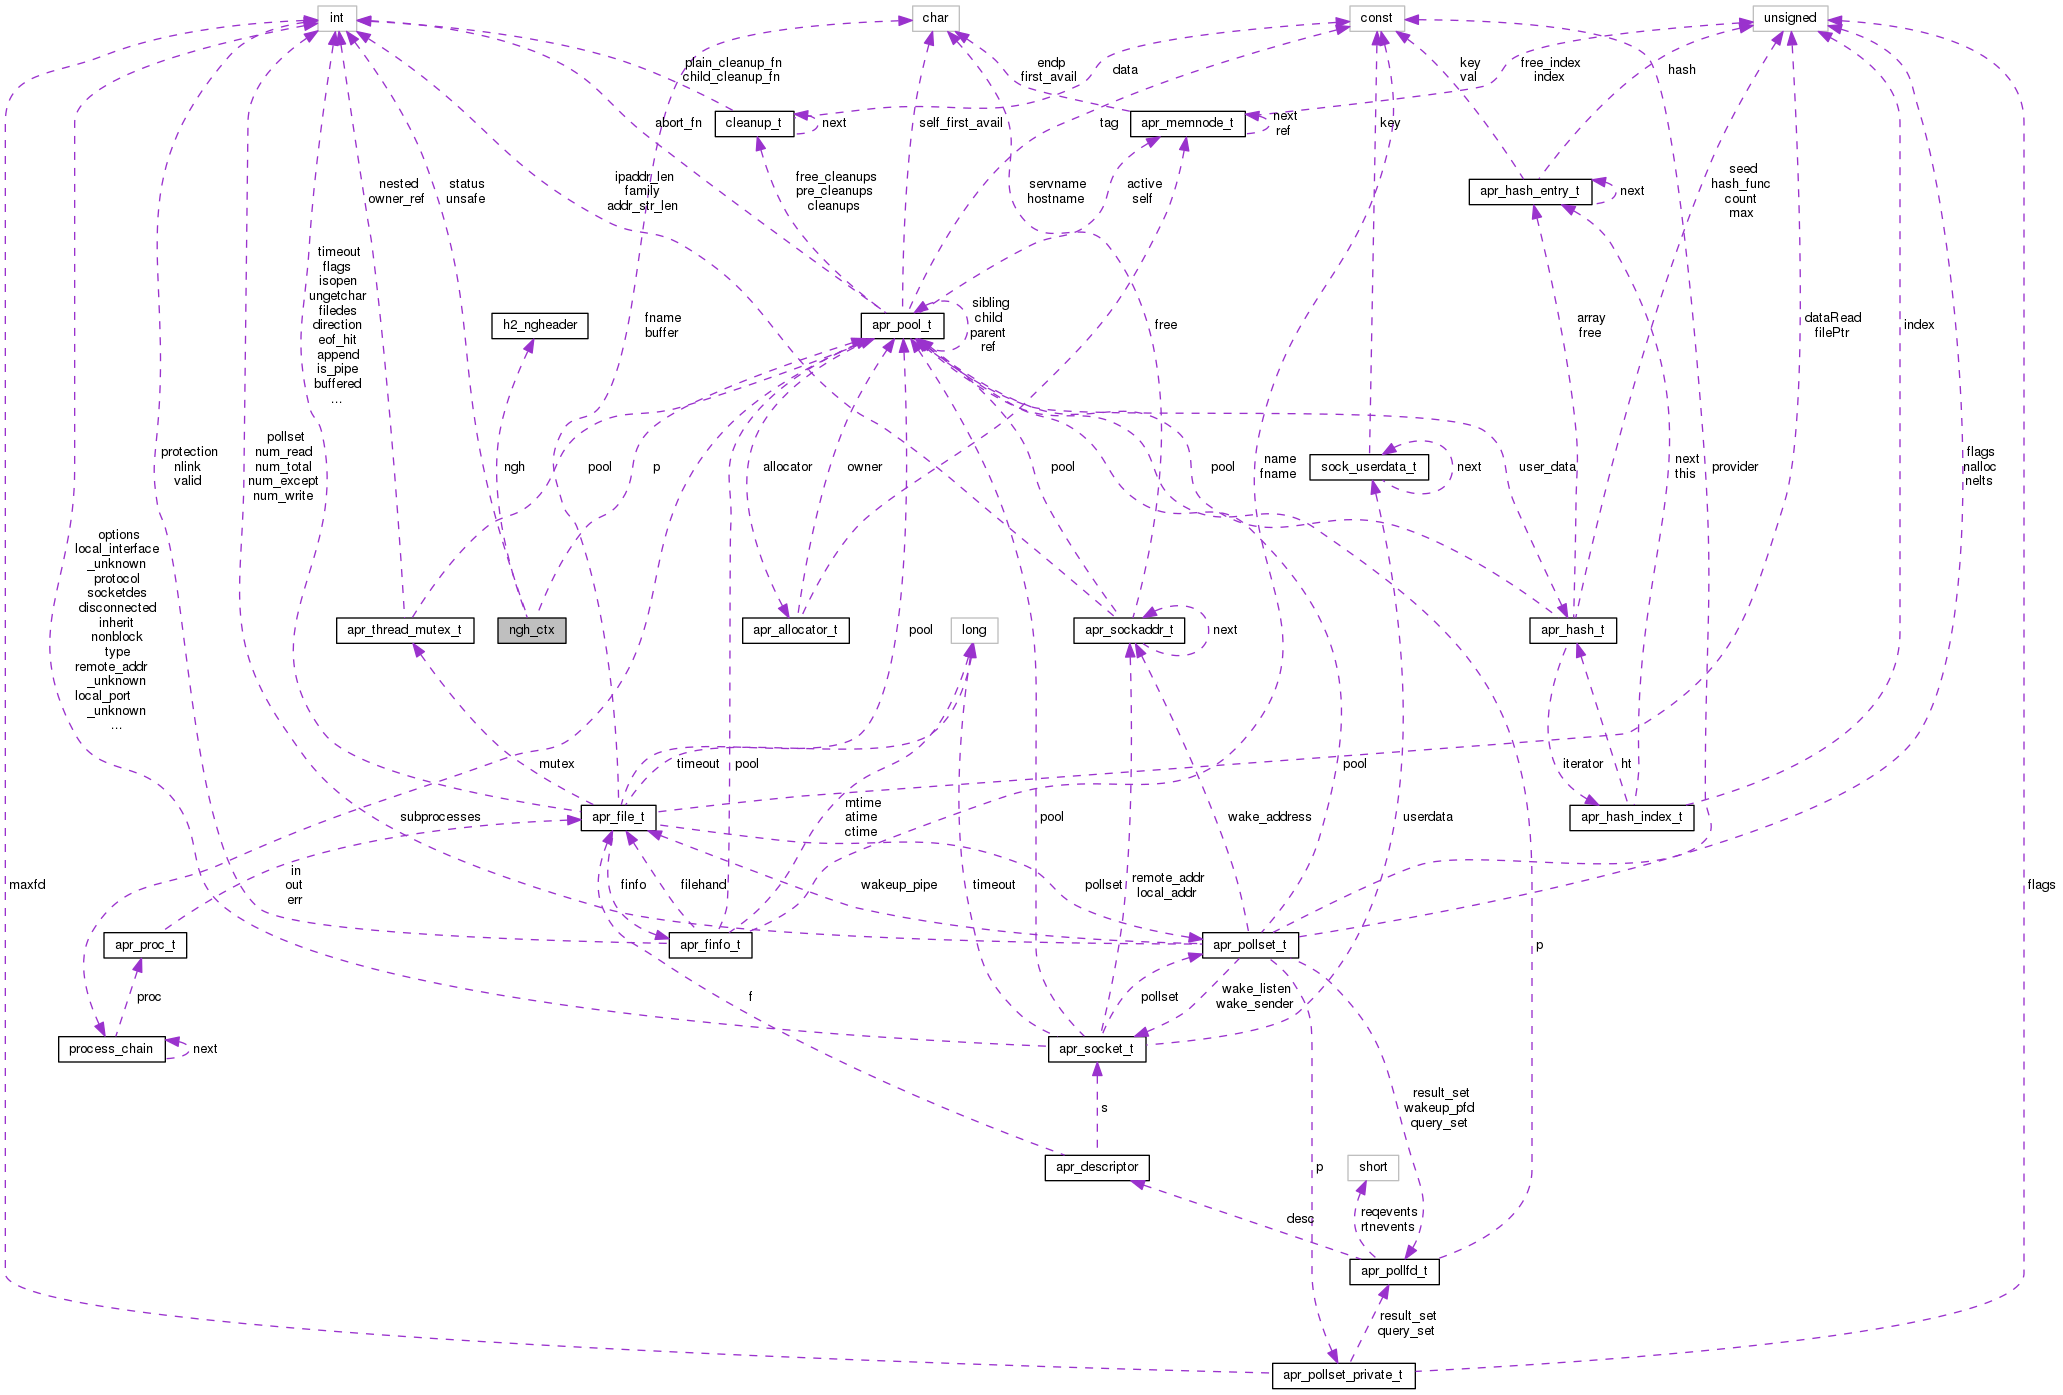 int
char
const
unsigned
plain_cleanup_fn
child_cleanup_fn
endp
first_avail
data
key
val
free_index
index
hash
cleanup_t
next
apr_memnode_t
next
ref
abort_fn
self_first_avail
tag
key
nested
owner_ref
status
unsafe
ipaddr_len
family
addr_str_len
free_cleanups
pre_cleanups
cleanups
servname
hostname
active
self
apr_hash_entry_t
next
seed
hash_func
count
max
timeout
flags
isopen
ungetchar
filedes
direction
eof_hit
append
is_pipe
buffered
...
h2_ngheader
fname
buffer
apr_pool_t
sibling
child
parent
ref
free
array
free
dataRead
filePtr
index
protection
nlink
valid
pollset
num_read
num_total
num_except
num_write
ngh
pool
p
allocator
owner
pool
pool
name
fname
sock_userdata_t
next
user_data
next
this
provider
flags
nalloc
nelts
options
local_interface
_unknown
protocol
socketdes
disconnected
inherit
nonblock
type
remote_addr
_unknown
local_port
_unknown
...
apr_thread_mutex_t
ngh_ctx
apr_allocator_t
pool
long
apr_sockaddr_t
next
apr_hash_t
mutex
timeout
pool
pool
iterator
ht
apr_file_t
subprocesses
mtime
atime
ctime
pool
wake_address
userdata
apr_hash_index_t
maxfd
in
out
err
finfo
filehand
wakeup_pipe
timeout
pollset
remote_addr
local_addr
flags
apr_proc_t
apr_finfo_t
apr_pollset_t
p
proc
f
pollset
wake_listen
wake_sender
process_chain
next
apr_socket_t
s
result_set
wakeup_pfd
query_set
apr_descriptor
p
short
desc
reqevents
rtnevents
apr_pollfd_t
result_set
query_set
apr_pollset_private_t